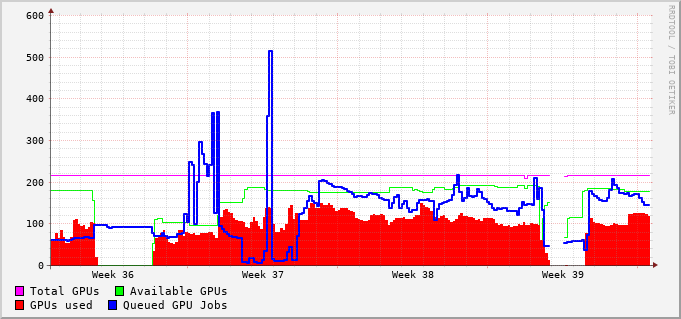 600
500
400
300
200
100
0
Week 36 Week 37 Week 38 Week 39
Total GPUs Available GPUs
GPUs used Queued GPU Jobs
RRDTOOL / TOBI OETIKER